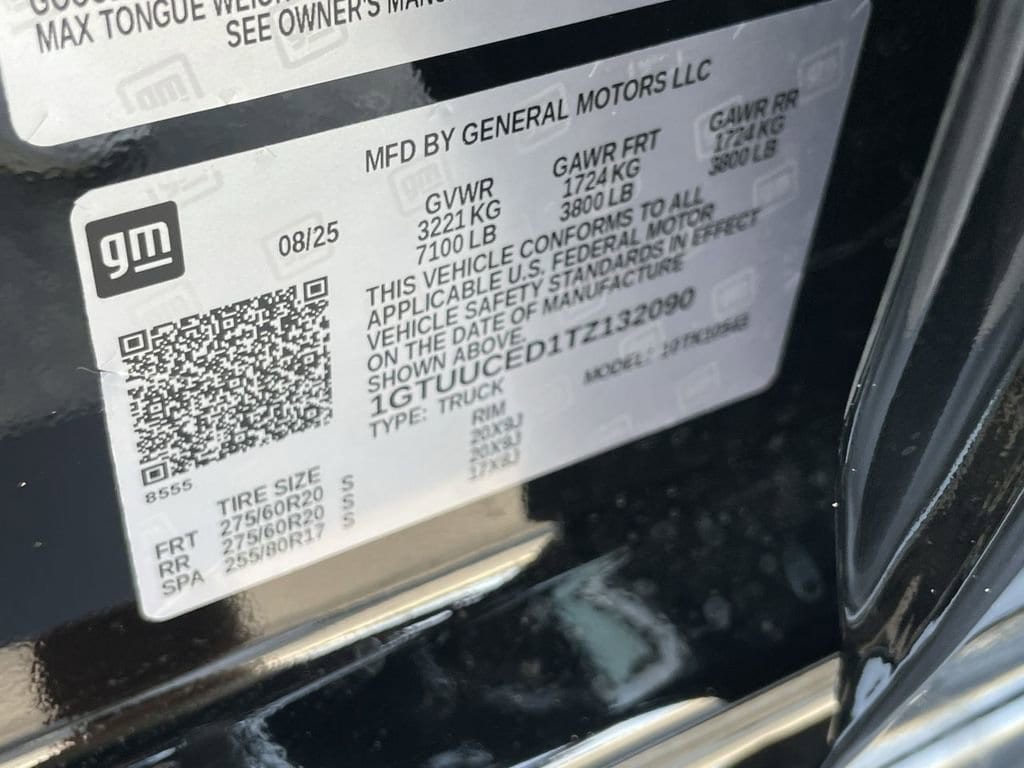 MAX TONGUE WEIGHT
SEE OWNER'S
MFD BY GENERAL MOTORS LLC
gm
08/25
GVWR
3221 KG
7100 LB
GAWR FRT
1724 KG
3800 LB
GAWR RR
1724 KG
3800 LB
THIS VEHICLE CONFORMS TO ALL
APPLICABLE U.S. FEDERAL MOTOR
VEHICLE SAFETY STANDARDS IN EFFECT
ON THE DATE OF MANUFACTURE
SHOWN ABOVE.
1GTUUCED1TZ132090
TYPE: TRUCK
MODEL:
8555
TIRE SIZE
RIM
FRT 275/60R20 S 20X9J
RR 275/60R20 S 20X9J
SPA 255/80R17 S